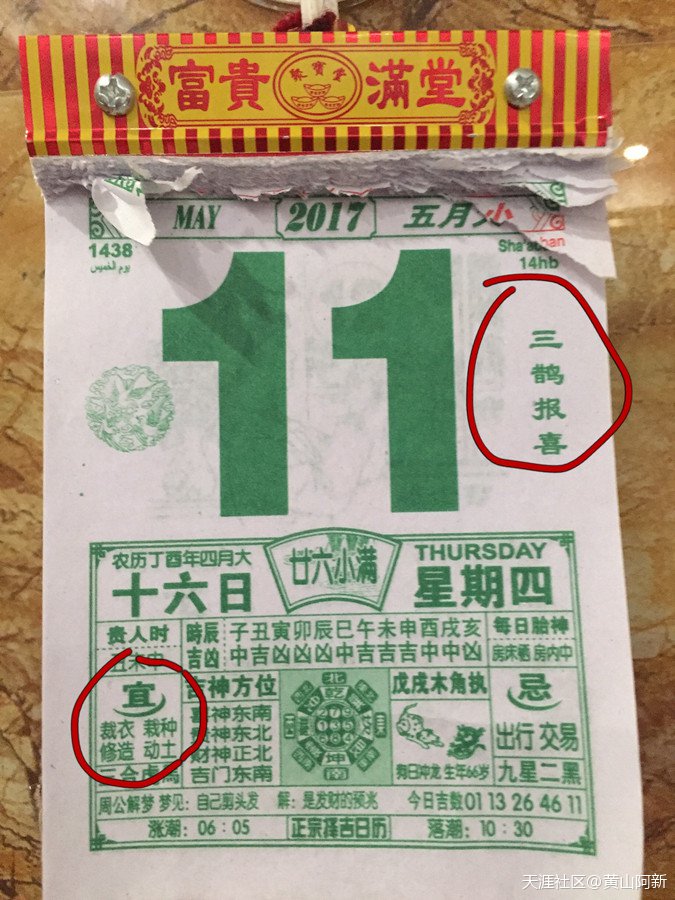 富貴 聚寶堂 滿堂
MAY 2017 五月
1438
يوم الخميس
14hb
11
三鹊报喜
农历丁酉年四月大
十六日
廿六小满
THURSDAY
星期四
贵人时
時辰 子丑寅卯辰巳午未申酉戌亥
吉凶 中吉凶凶凶中吉凶吉中中凶
每日胎神
房床栖 房内中
宜
裁衣 栽种
修造 动土
三合虎馬
吉神方位
喜神东南
神东北
财神正北
吉门东南
戊戌木角执
狗日冲龙 生年66岁
忌
出行 交易
九星二黑
周公解梦 梦见：自己剪头发 解：是发财的预兆 今日吉数01 13 26 46 11
涨潮：06：05 正宗择吉日历 落潮：10：30
天涯社区@黄山阿新